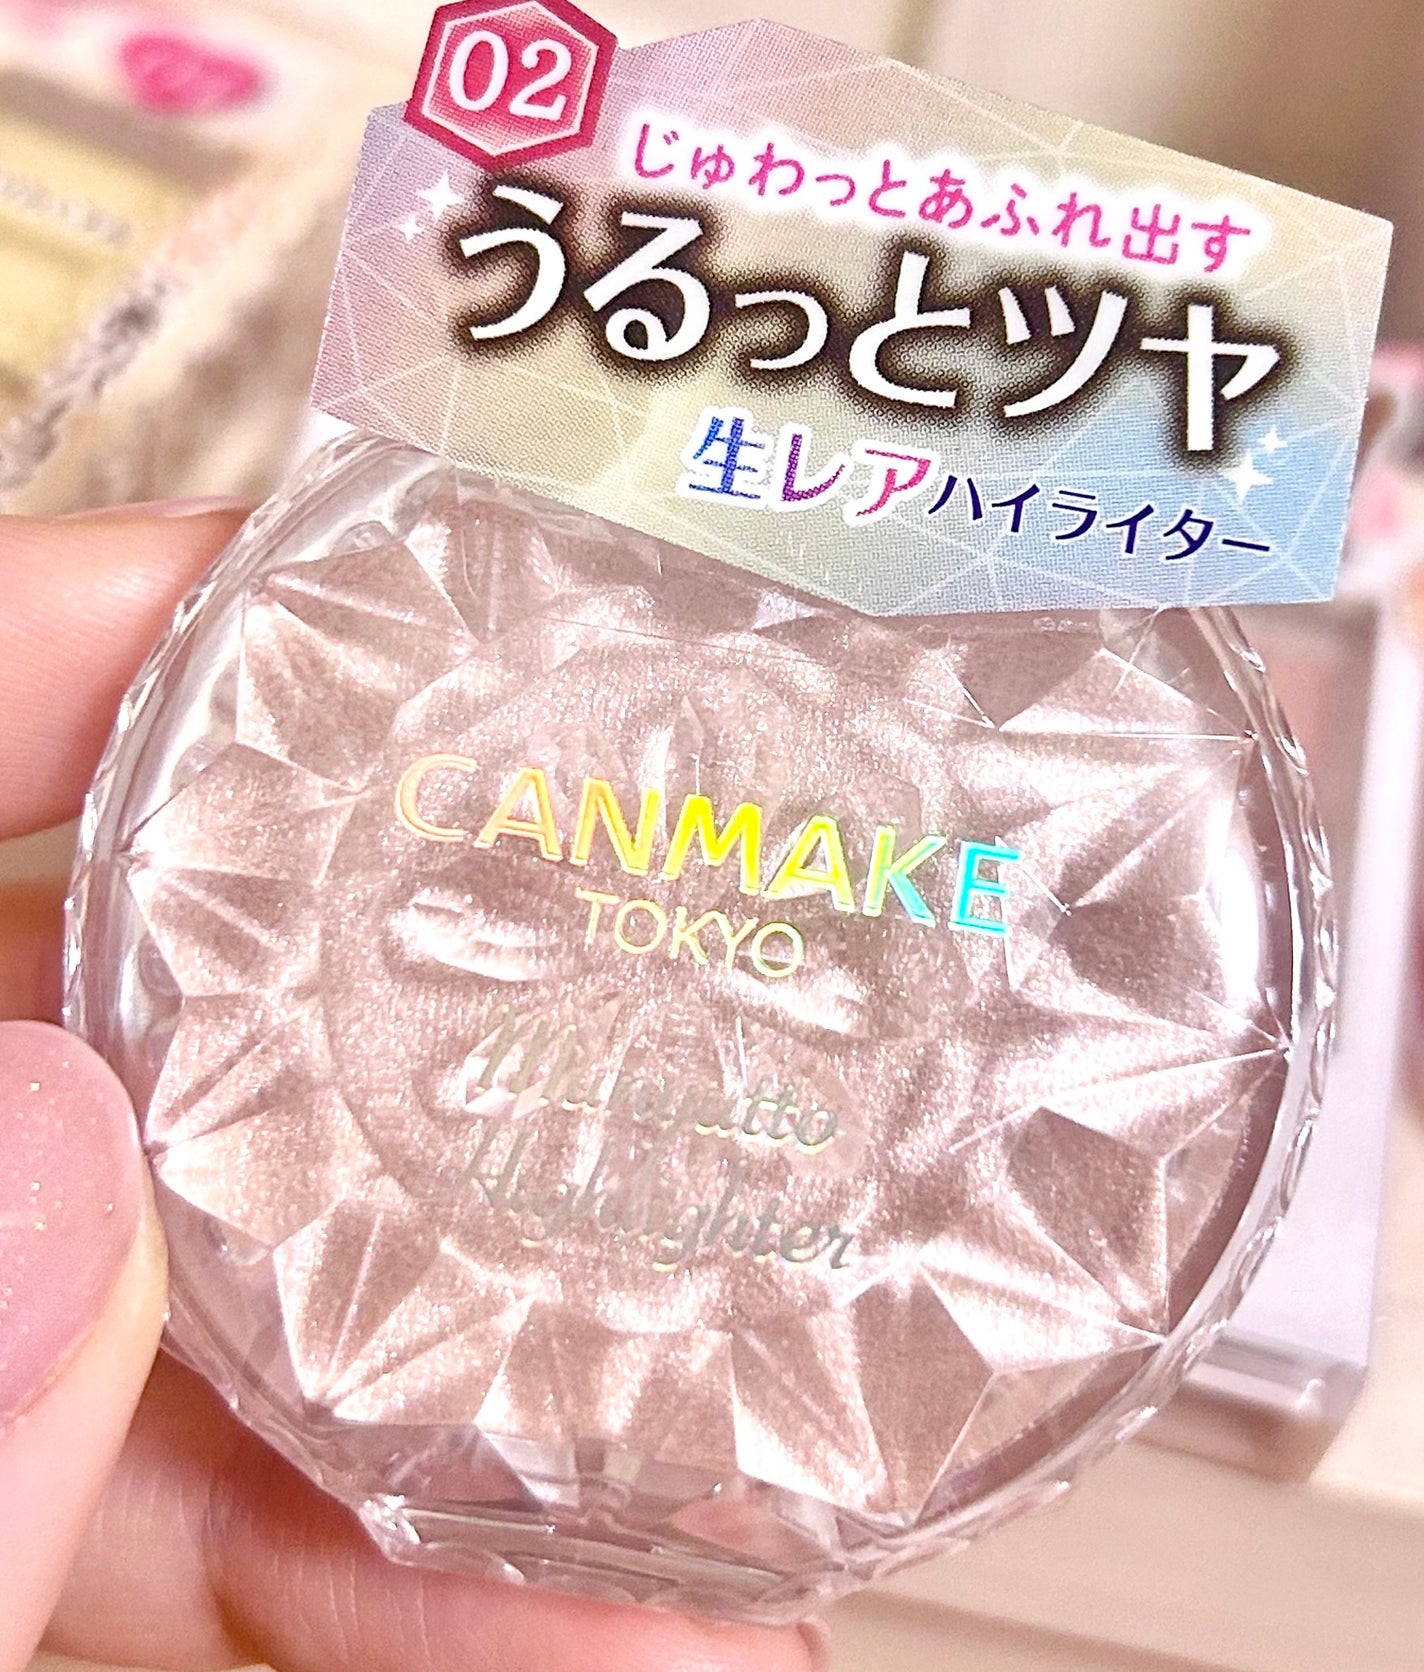 02
じゅわっとあふれ出す
うるっとツヤ
生レアハイライター
CANMAKE
TOKYO
Munyutto
Highlighter